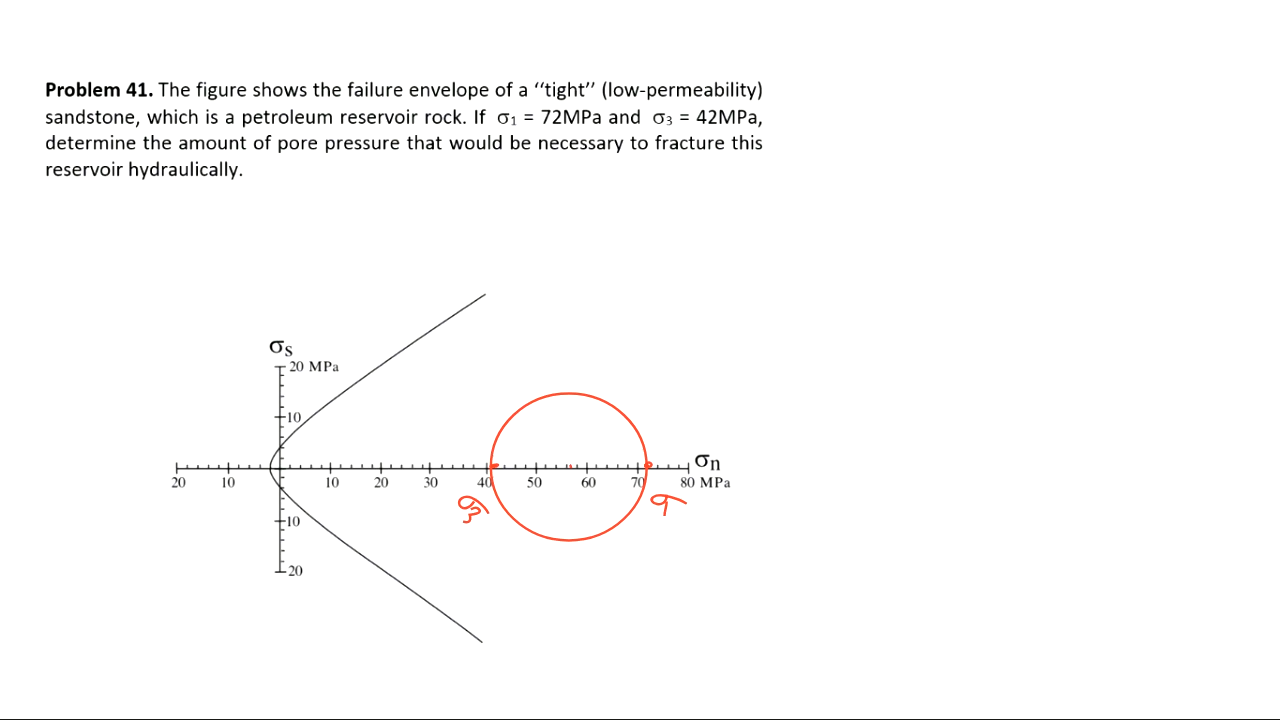 Problem 41. The figure shows the failure envelope of a ‘‘tight’’ (low-permeability)
sandstone, which is a petroleum reservoir rock. If σ₁ = 72MPa and σ₃ = 42MPa,
determine the amount of pore pressure that would be necessary to fracture this
reservoir hydraulically.
σs
20 MPa
10
σn
20 10 10 20 30 40 50 60 70 80 MPa
σ₃ σ₁
10
20